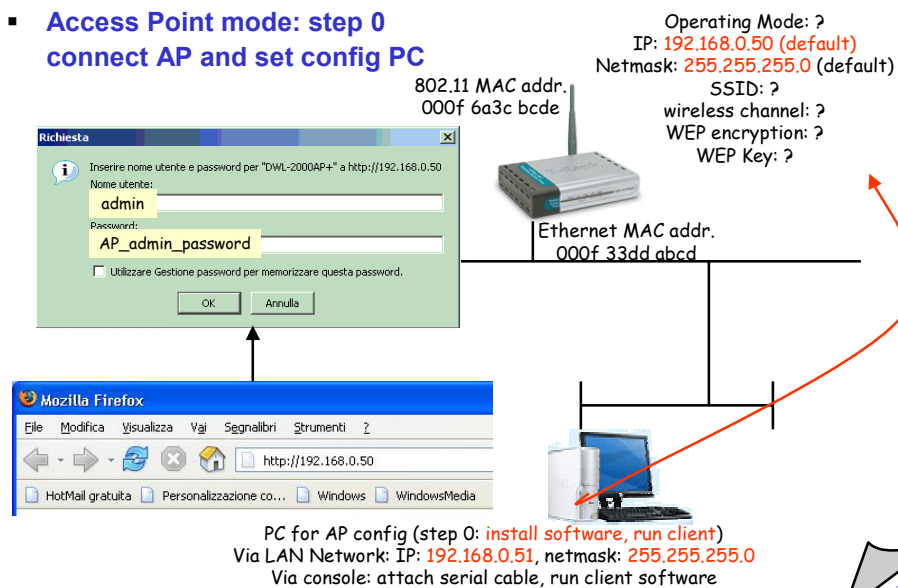 ▪ Access Point mode: step 0
connect AP and set config PC
Operating Mode: ?
IP: 192.168.0.50 (default)
Netmask: 255.255.255.0 (default)
SSID: ?
wireless channel: ?
WEP encryption: ?
WEP Key: ?
802.11 MAC addr.
000f 6a3c bcde
Richiesta
Inserire nome utente e password per "DWL-2000AP+" a http://192.168.0.50
Nome utente:
admin
Password:
AP_admin_password
Utilizzare Gestione password per memorizzare questa password.
OK Annulla
Ethernet MAC addr.
000f 33dd abcd
Mozilla Firefox
File Modifica Visualizza Vai Segnalibri Strumenti ?
http://192.168.0.50
HotMail gratuita Personalizzazione co... Windows WindowsMedia
PC for AP config (step 0: install software, run client)
Via LAN Network: IP: 192.168.0.51, netmask: 255.255.255.0
Via console: attach serial cable, run client software